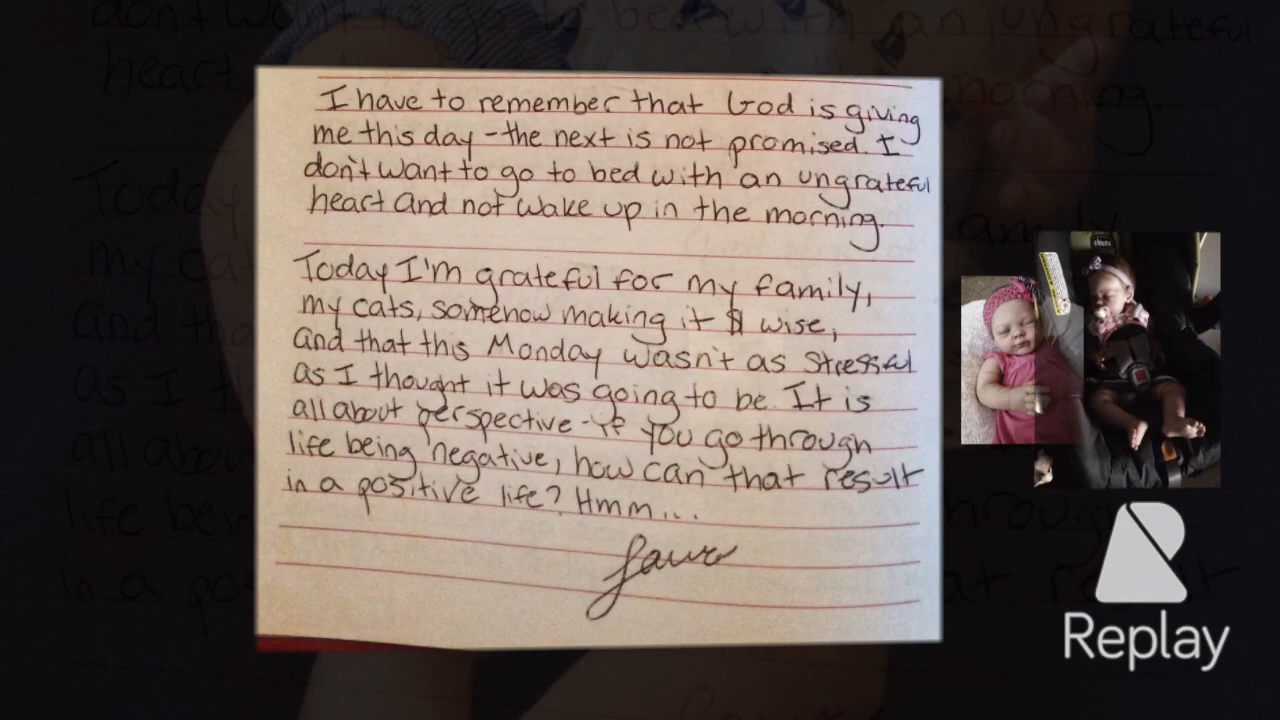 I have to remember that God is giving
me this day - the next is not promised. I
don't want to go to bed with an ungrateful
heart and not wake up in the morning.
Today I'm grateful for my family,
my cats, somehow making it $ wise,
and that this Monday wasn't as stressful
as I thought it was going to be. It is
all about perspective - if you go through
life being negative, how can that result
in a positive life? Hmm...
Replay